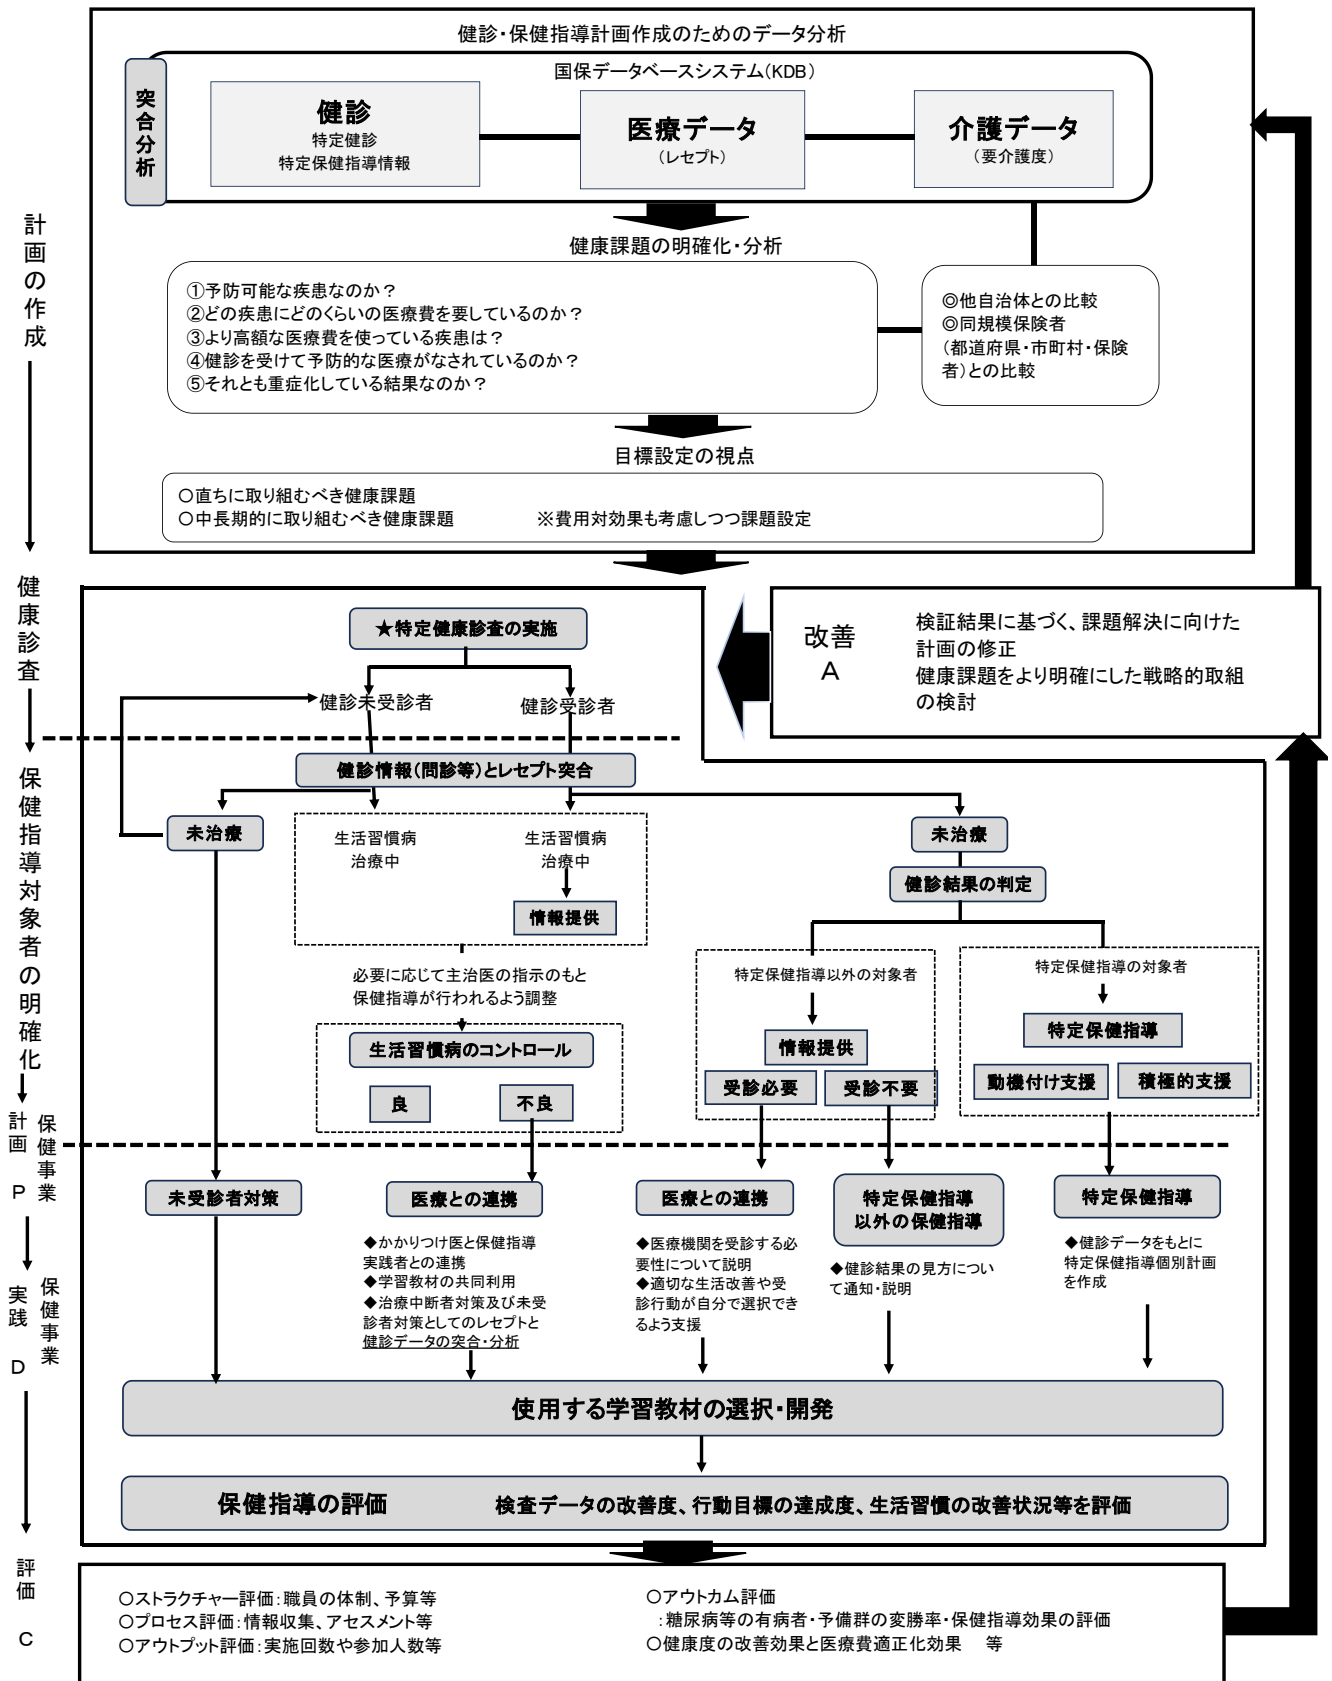 健診・保健指導計画作成のためのデータ分析
国保データベースシステム(KDB)
突合分析
健診
特定健診
特定保健指導情報
医療データ
(レセプト)
介護データ
(要介護度)
計画の作成
健康課題の明確化・分析
①予防可能な疾患なのか？
②どの疾患にどのくらいの医療費を要しているのか？
③より高額な医療費を使っている疾患は？
④健診を受けて予防的な医療がなされているのか？
⑤それとも重症化している結果なのか？
◎他自治体との比較
◎同規模保険者
(都道府県・市町村・保険
者)との比較
目標設定の視点
○直ちに取り組むべき健康課題
○中長期的に取り組むべき健康課題　※費用対効果も考慮しつつ課題設定
健康診査
★特定健康診査の実施
健診未受診者
健診受診者
改善
A
検証結果に基づく、課題解決に向けた
計画の修正
健康課題をより明確にした戦略的取組
の検討
保健指導対象者の明確化
健診情報(問診等)とレセプト突合
未治療
生活習慣病
治療中
生活習慣病
治療中
情報提供
未治療
健診結果の判定
必要に応じて主治医の指示のもと
保健指導が行われるよう調整
特定保健指導以外の対象者
情報提供
受診必要
受診不要
特定保健指導の対象者
特定保健指導
動機付け支援
積極的支援
生活習慣病のコントロール
良
不良
保健事業
計画 P
未受診者対策
医療との連携
医療との連携
特定保健指導
以外の保健指導
特定保健指導
◆かかりつけ医と保健指導
実践者との連携
◆学習教材の共同利用
◆治療中断者対策及び未受
診者対策としてのレセプトと
健診データの突合・分析
◆医療機関を受診する必
要性について説明
◆適切な生活改善や受
診行動が自分で選択でき
るよう支援
◆健診結果の見方につい
て通知・説明
◆健診データをもとに
特定保健指導個別計画
を作成
保健事業
実践 D
使用する学習教材の選択・開発
保健指導の評価　検査データの改善度、行動目標の達成度、生活習慣の改善状況等を評価
評価 C
○ストラクチャー評価：職員の体制、予算等
○プロセス評価：情報収集、アセスメント等
○アウトプット評価：実施回数や参加人数等
○アウトカム評価
：糖尿病等の有病者・予備群の変勝率・保健指導効果の評価
○健康度の改善効果と医療費適正化効果　等